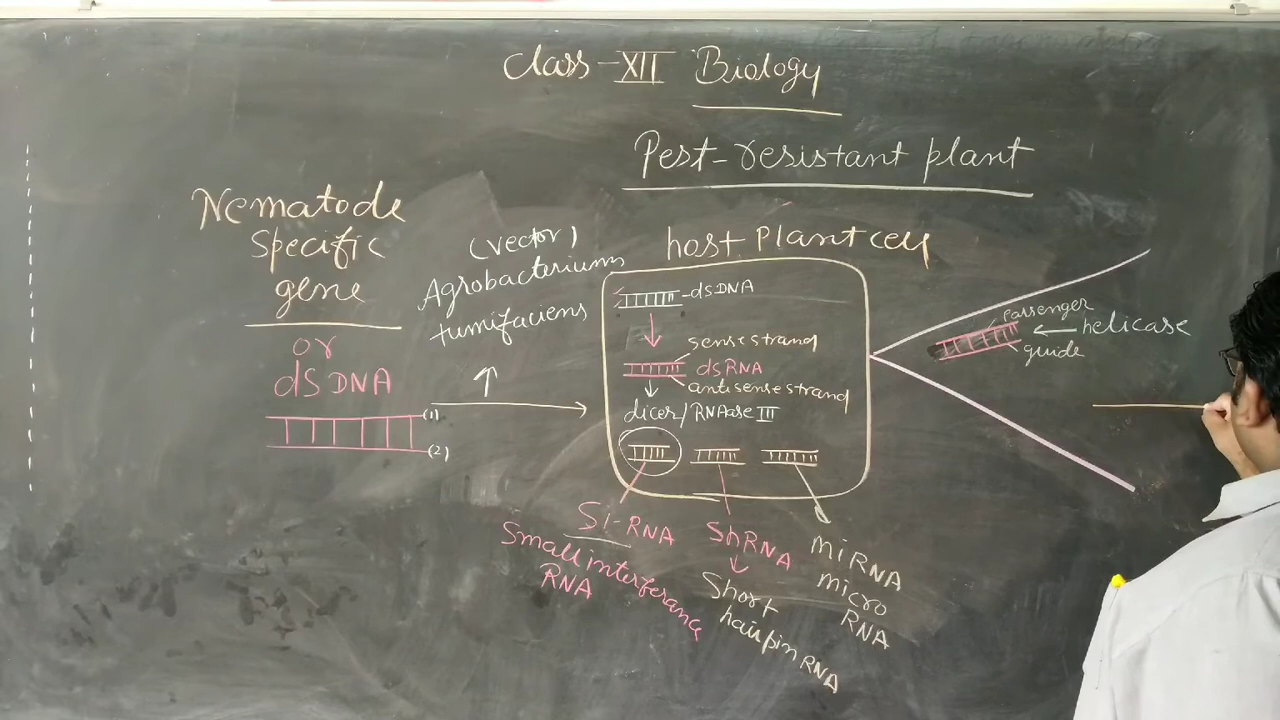 Class-XII Biology
Pest-resistant plant
Nematode
Specific
gene
or
dSDNA
(1)
(2)
(vector)
Agrobacteriums
tumifaciens
host Plant cell
dsDNA
sense strand
dsRNA
antisense strand
dicer/RNAase III
Si-RNA
Small interferang
RNA
ShRNA
Short
hairpin RNA
miRNA
micro
RNA
Passenger
helicase
guide